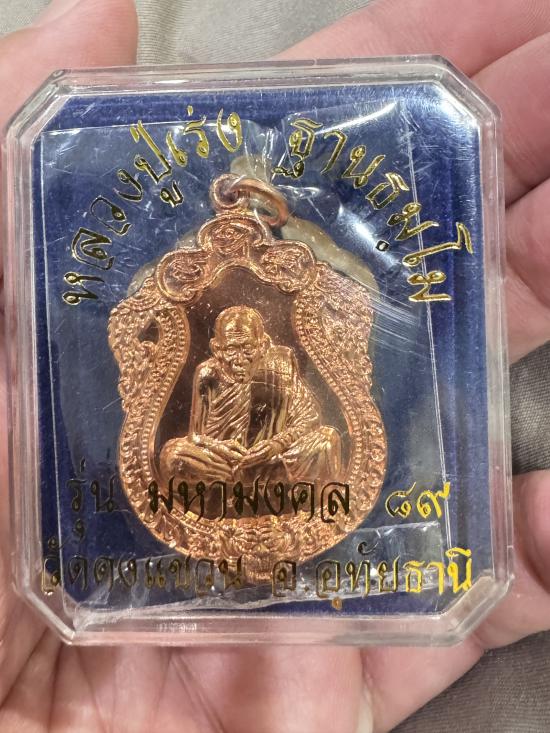 หลวงปู่เร่ง ฐานธมฺโม
รุ่น มหามงคล ๘๙
วัดดงแขวน จ.อุทัยธานี